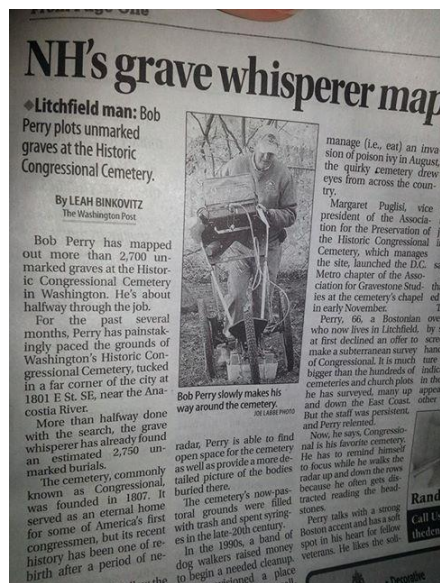 From Page One
NH's grave whisperer map
◆Litchfield man: Bob
Perry plots unmarked
graves at the Historic
Congressional Cemetery.
By LEAH BINKOVITZ
The Washington Post
Bob Perry has mapped
out more than 2,700 un-
marked graves at the Histor-
ic Congressional Cemetery
in Washington. He's about
halfway through the job.
For the past several
months, Perry has painstak-
ingly paced the grounds of
Washington's Historic Con-
gressional Cemetery, tucked
in a far corner of the city at
1801 E St. SE, near the Ana-
costia River.
More than halfway done
with the search, the grave
whisperer has already found
an estimated 2,750 un-
marked burials.
The cemetery, commonly
known as Congressional,
was founded in 1807. It
served as an eternal home
for some of America's first
congressmen, but its recent
history has been one of re-
birth after a period of ne-
Bob Perry slowly makes his
way around the cemetery.
JOE LABBE PHOTO
radar, Perry is able to find
open space for the cemetery
as well as provide a more de-
tailed picture of the bodies
buried there.
The cemetery's now-pas-
toral grounds were filled
with trash and spent syring-
es in the late-20th century.
In the 1990s, a band of
dog walkers raised money
to begin a needed cleanup.
a place
manage (i.e., eat) an inva
sion of poison ivy in August,
the quirky cemetery drew
eyes from across the coun-
try.
Margaret Puglisi, vice
president of the Associa-
tion for the Preservation of
the Historic Congressional
Cemetery, which manages
the site, launched the D.C.
Metro chapter of the Asso-
ciation for Gravestone Stud-
ies at the cemetery's chapel
in early November.
Perry, 66, a Bostonian
who now lives in Litchfield,
at first declined an offer to
make a subterranean survey
of Congressional. It is much
bigger than the hundreds of
cemeteries and church plots
he has surveyed, many up
and down the East Coast.
But the staff was persistent,
and Perry relented.
Now, he says, Congressio-
nal is his favorite cemetery.
He has to remind himself
to focus while he walks the
radar up and down the rows
because he often gets dis-
tracted reading the head-
stones.
Perry talks with a strong
Boston accent and has a soft
spot in his heart for fellow
veterans. He likes the soli-
Rand
Call U